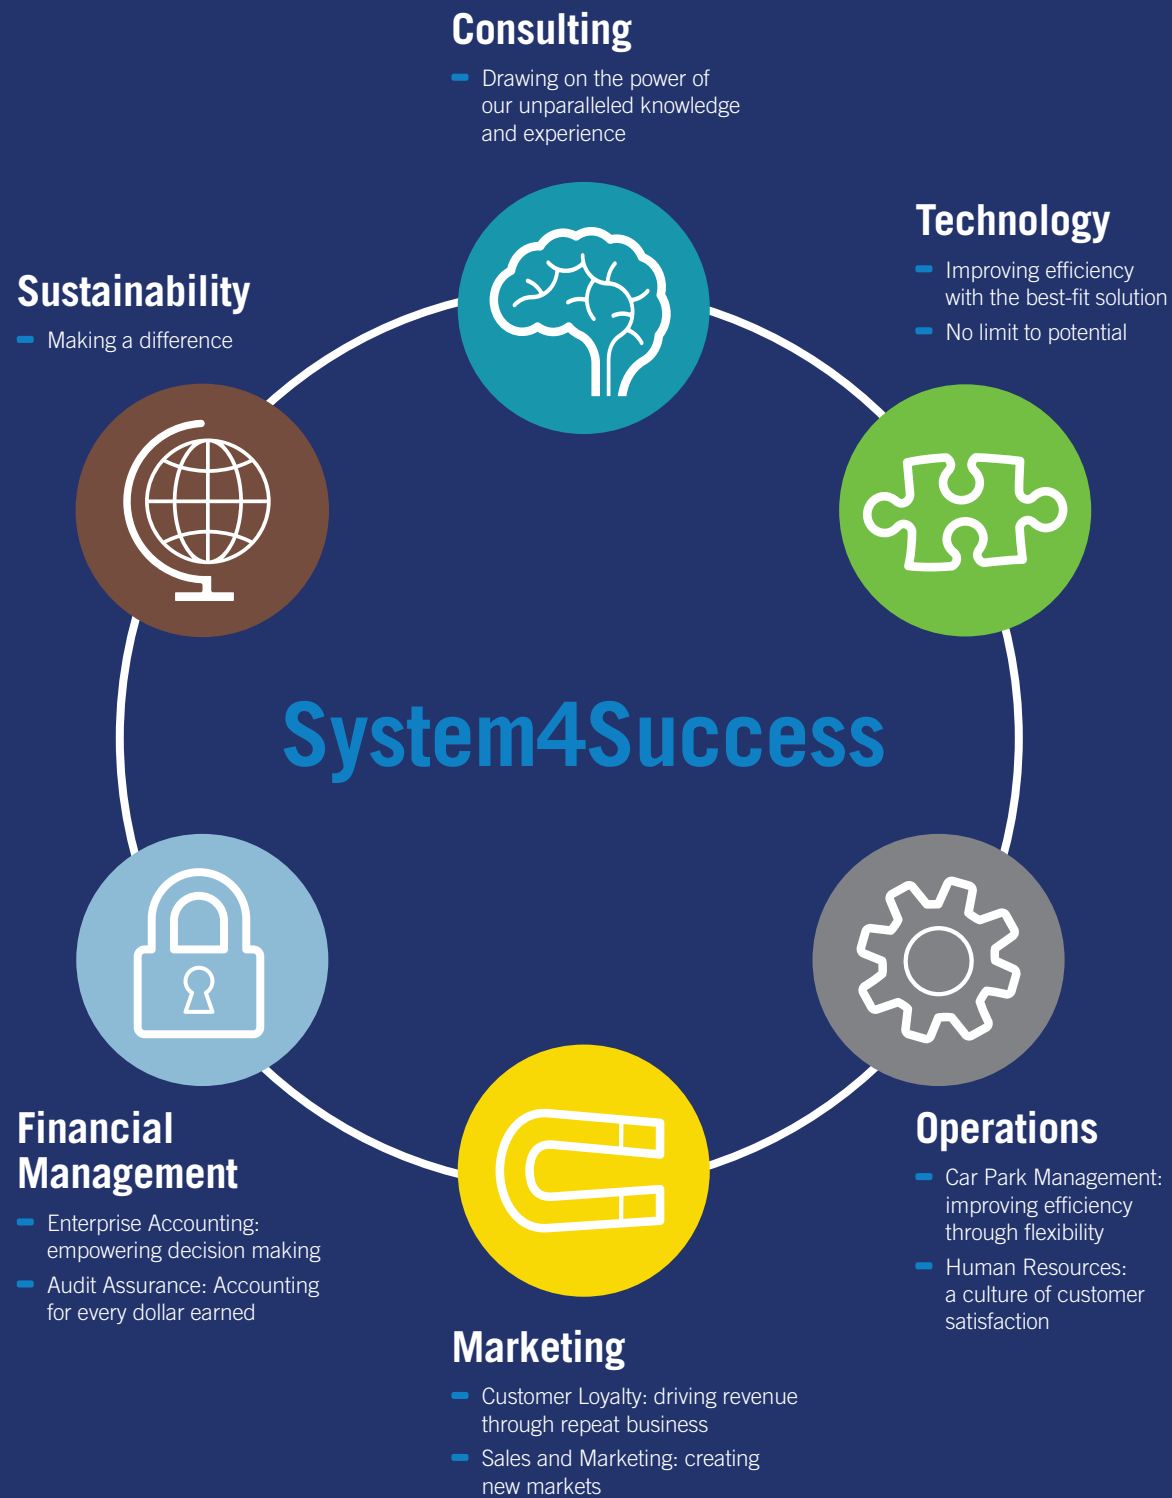 Consulting
Drawing on the power of
our unparalleled knowledge
and experience
Technology
Improving efficiency
with the best-fit solution
No limit to potential
Sustainability
Making a difference
System4Success
Financial
Management
Enterprise Accounting:
empowering decision making
Audit Assurance: Accounting
for every dollar earned
Operations
Car Park Management:
improving efficiency
through flexibility
Human Resources:
a culture of customer
satisfaction
Marketing
Customer Loyalty: driving revenue
through repeat business
Sales and Marketing: creating
new markets